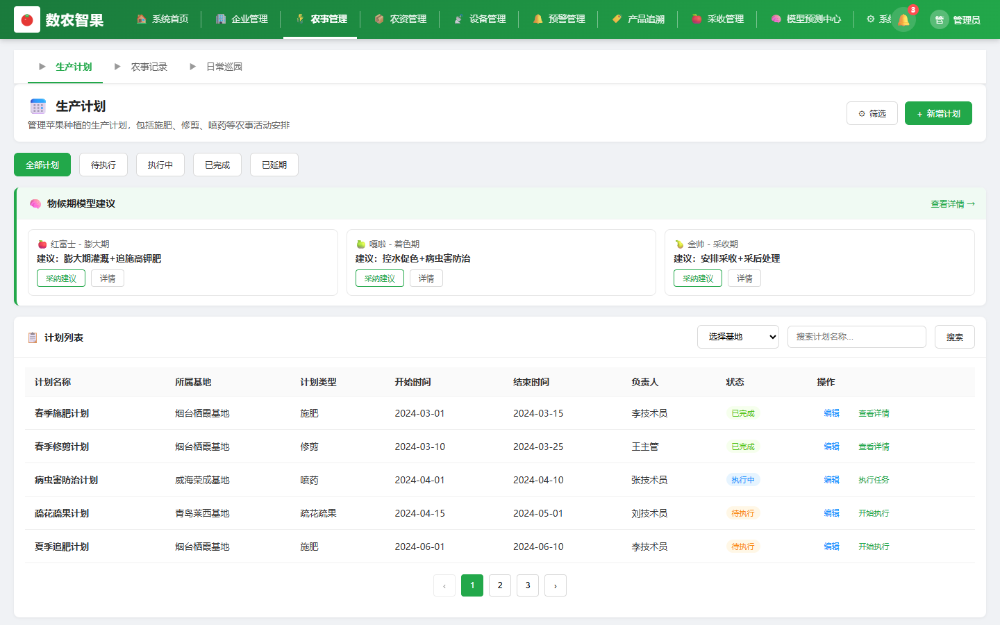 数农智果
系统首页
企业管理
农事管理
农资管理
设备管理
预警管理
产品追溯
采收管理
模型预测中心
系
3
管 管理员
生产计划
农事记录
日常巡园
生产计划
管理苹果种植的生产计划，包括施肥、修剪、喷药等农事活动安排
筛选
+ 新增计划
全部计划
待执行
执行中
已完成
已延期
物候期模型建议
查看详情 →
红富士 - 膨大期
建议：膨大期灌溉+追施高钾肥
采纳建议 详情
嘎啦 - 着色期
建议：控水促色+病虫害防治
采纳建议 详情
金帅 - 采收期
建议：安排采收+采后处理
采纳建议 详情
计划列表
选择基地
搜索计划名称...
搜索
计划名称 所属基地 计划类型 开始时间 结束时间 负责人 状态 操作
春季施肥计划 烟台栖霞基地 施肥 2024-03-01 2024-03-15 李技术员 已完成 编辑 查看详情
春季修剪计划 烟台栖霞基地 修剪 2024-03-10 2024-03-25 王主管 已完成 编辑 查看详情
病虫害防治计划 威海荣成基地 喷药 2024-04-01 2024-04-10 张技术员 执行中 编辑 执行任务
疏花疏果计划 青岛莱西基地 疏花疏果 2024-04-15 2024-05-01 刘技术员 待执行 编辑 开始执行
夏季追肥计划 烟台栖霞基地 施肥 2024-06-01 2024-06-10 李技术员 待执行 编辑 开始执行
‹ 1 2 3 ›